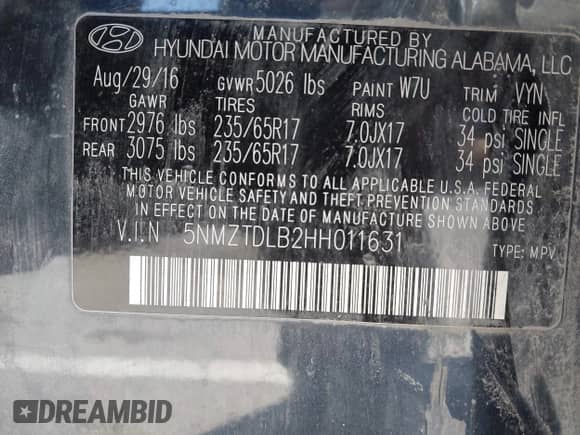 MANUFACTURED BY
HYUNDAI MOTOR MANUFACTURING ALABAMA, LLC
Aug/29/16 GVWR 5026 lbs PAINT W7U TRIM VYN
GAWR TIRES RIMS COLD TIRE INF
FRONT 2976 lbs 235/65R17 7.0JX17 34 psi SINGLE
REAR 3075 lbs 235/65R17 7.0JX17 34 psi SINGLE
THIS VEHICLE CONFORMS TO ALL APPLICABLE U.S.A. FEDERAL
MOTOR VEHICLE SAFETY AND THEFT PREVENTION STANDARDS
IN EFFECT ON THE DATE OF MANUFACTURE SHOWN ABOVE.
V.I.N 5NMZTDLB2HH011631 TYPE: MPV
DREAMBID